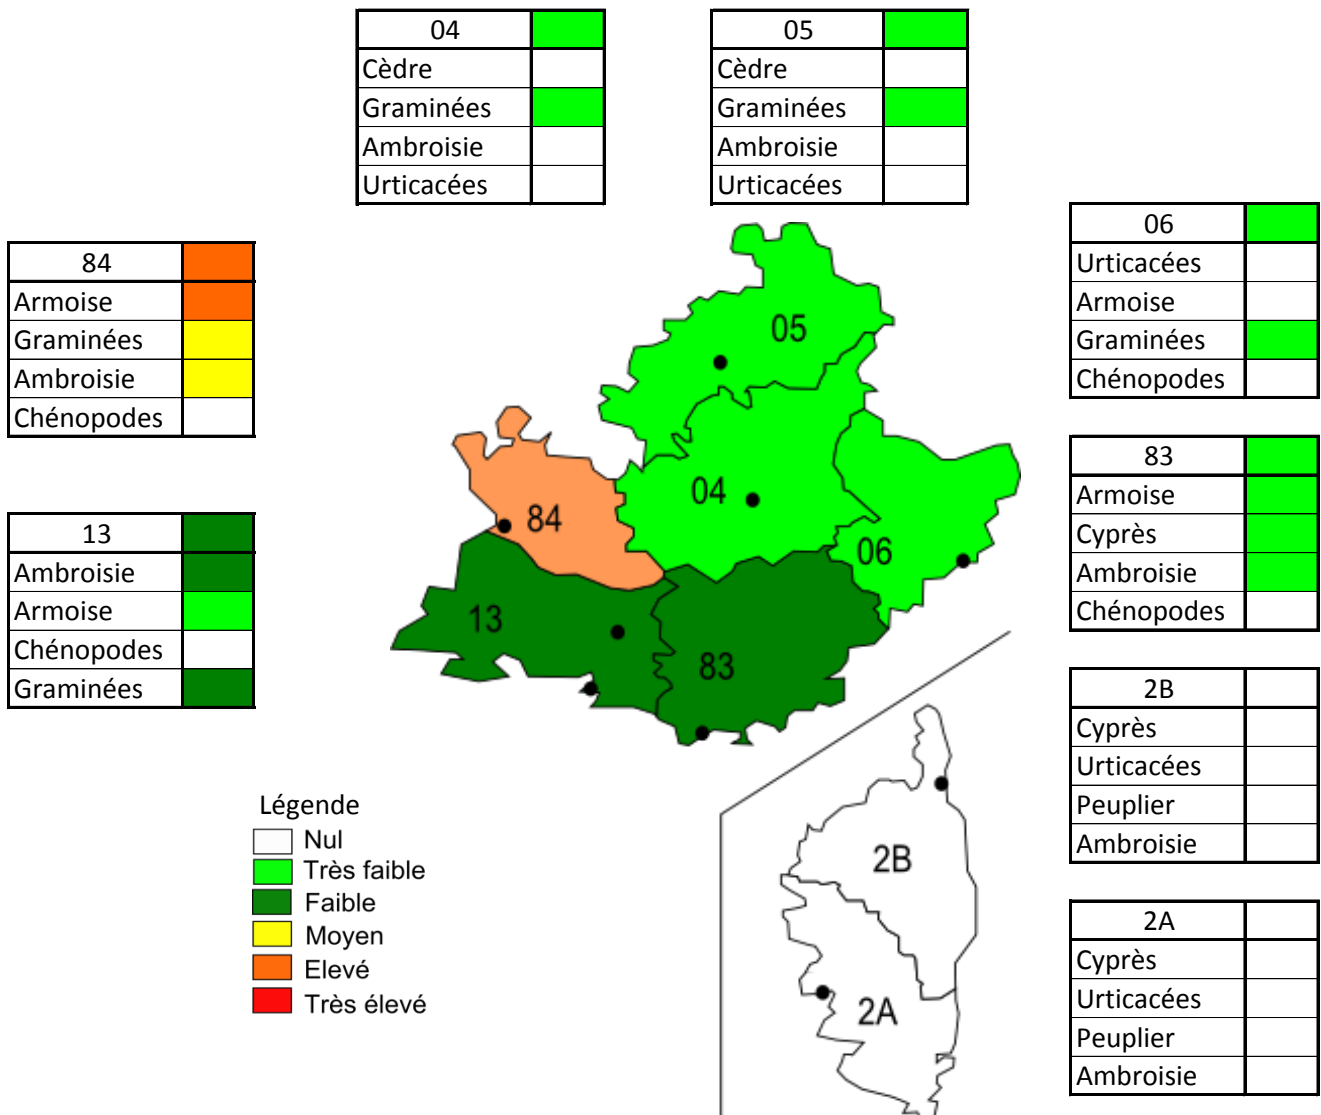 04
Cèdre
Graminées
Ambroisie
Urticacées
05
Cèdre
Graminées
Ambroisie
Urticacées
84
Armoise
Graminées
Ambroisie
Chénopodes
13
Ambroisie
Armoise
Chénopodes
Graminées
05
04
84
06
13
83
2B
2A
06
Urticacées
Armoise
Graminées
Chénopodes
83
Armoise
Cyprès
Ambroisie
Chénopodes
2B
Cyprès
Urticacées
Peuplier
Ambroisie
2A
Cyprès
Urticacées
Peuplier
Ambroisie
Légende
Nul
Très faible
Faible
Moyen
Elevé
Très élevé